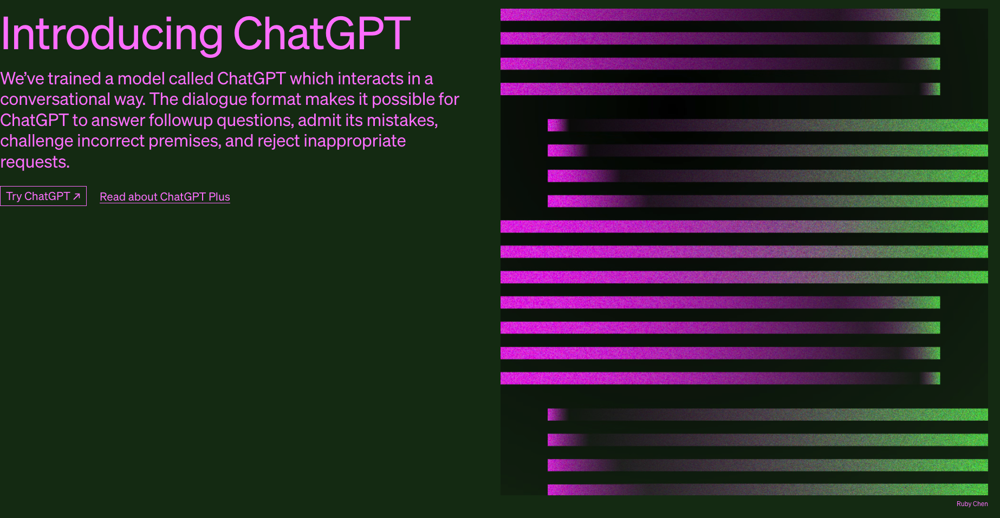 Introducing ChatGPT
We’ve trained a model called ChatGPT which interacts in a
conversational way. The dialogue format makes it possible for
ChatGPT to answer followup questions, admit its mistakes,
challenge incorrect premises, and reject inappropriate
requests.
Try ChatGPT ↗
Read about ChatGPT Plus
Ruby Chen